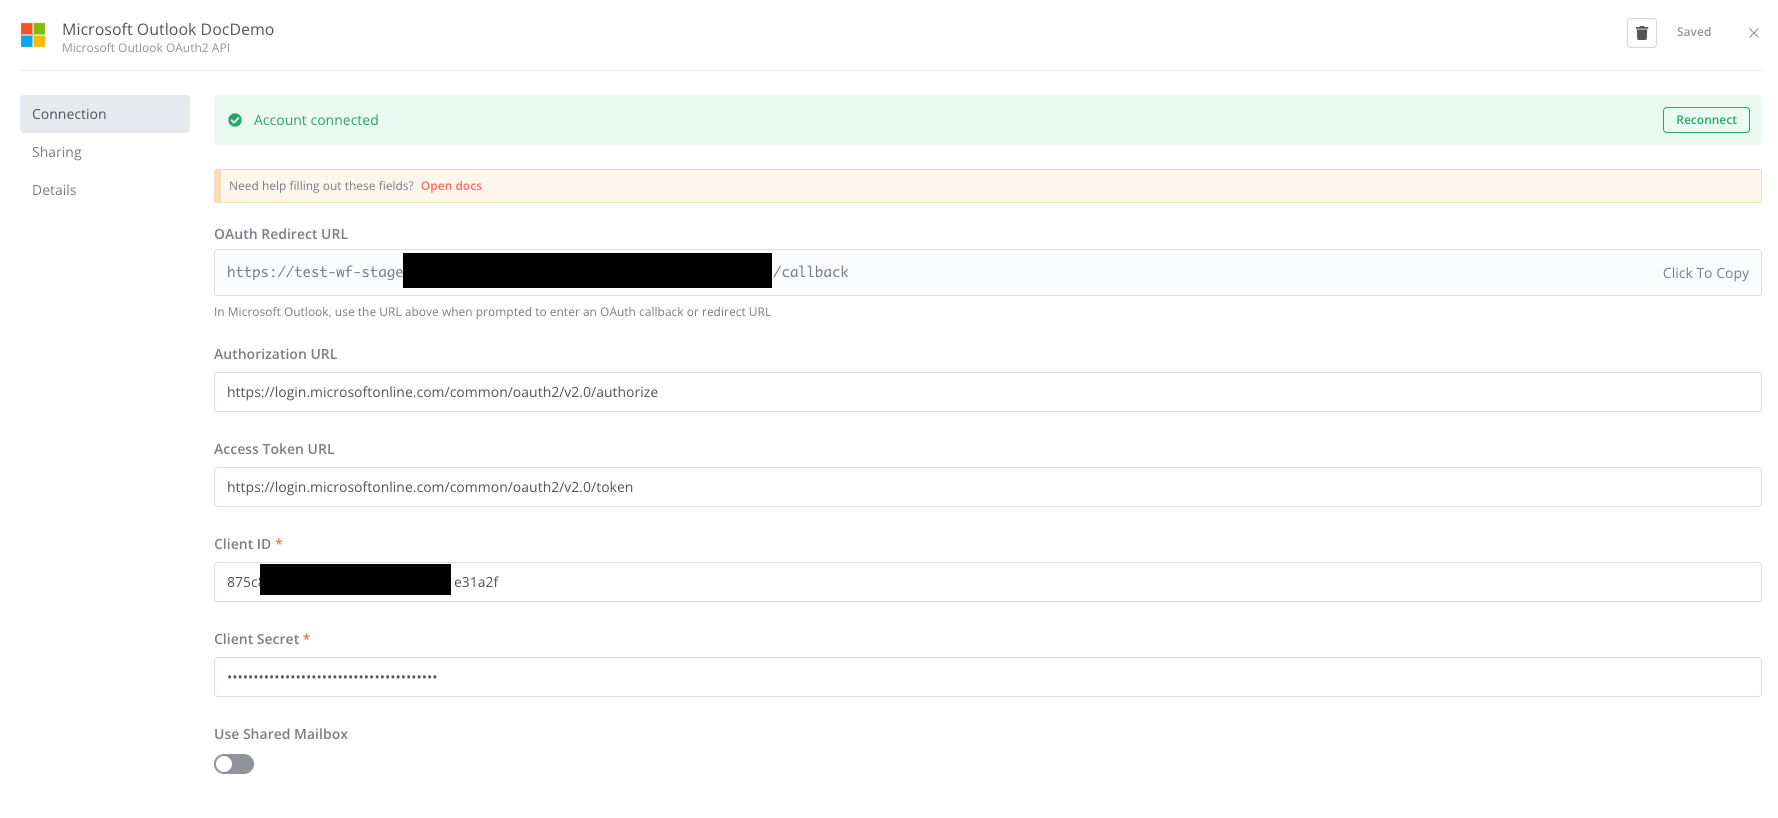 Microsoft Outlook DocDemo
Microsoft Outlook OAuth2 API
Saved
Connection
Sharing
Details
Account connected
Reconnect
Need help filling out these fields? Open docs
OAuth Redirect URL
https://test-wf-stage /callback
Click To Copy
In Microsoft Outlook, use the URL above when prompted to enter an OAuth callback or redirect URL
Authorization URL
https://login.microsoftonline.com/common/oauth2/v2.0/authorize
Access Token URL
https://login.microsoftonline.com/common/oauth2/v2.0/token
Client ID *
875c e31a2f
Client Secret *
••••••••••••••••••••••••••••••••••••••••
Use Shared Mailbox